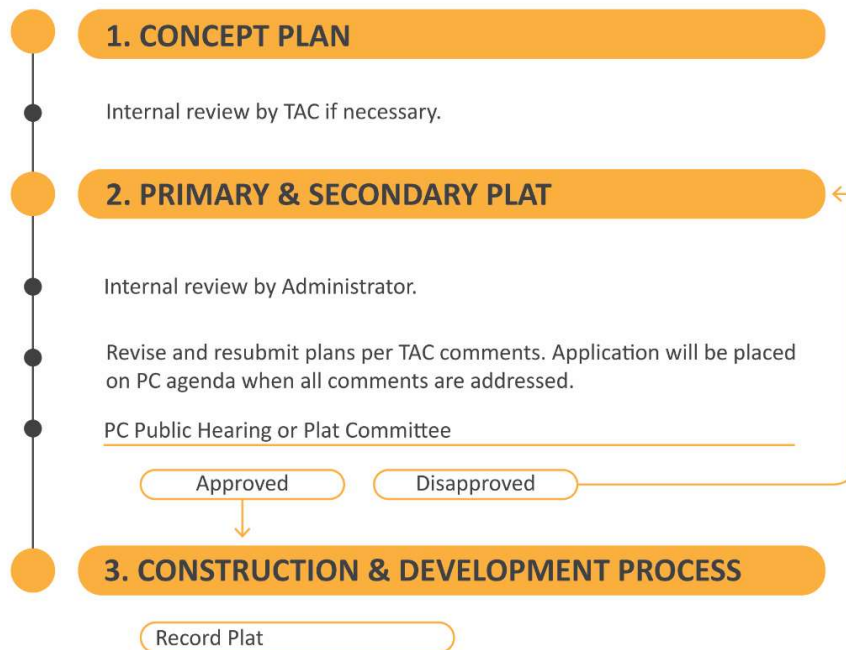 1. CONCEPT PLAN
Internal review by TAC if necessary.
2. PRIMARY & SECONDARY PLAT
Internal review by Administrator.
Revise and resubmit plans per TAC comments. Application will be placed
on PC agenda when all comments are addressed.
PC Public Hearing or Plat Committee
Approved
Disapproved
3. CONSTRUCTION & DEVELOPMENT PROCESS
Record Plat